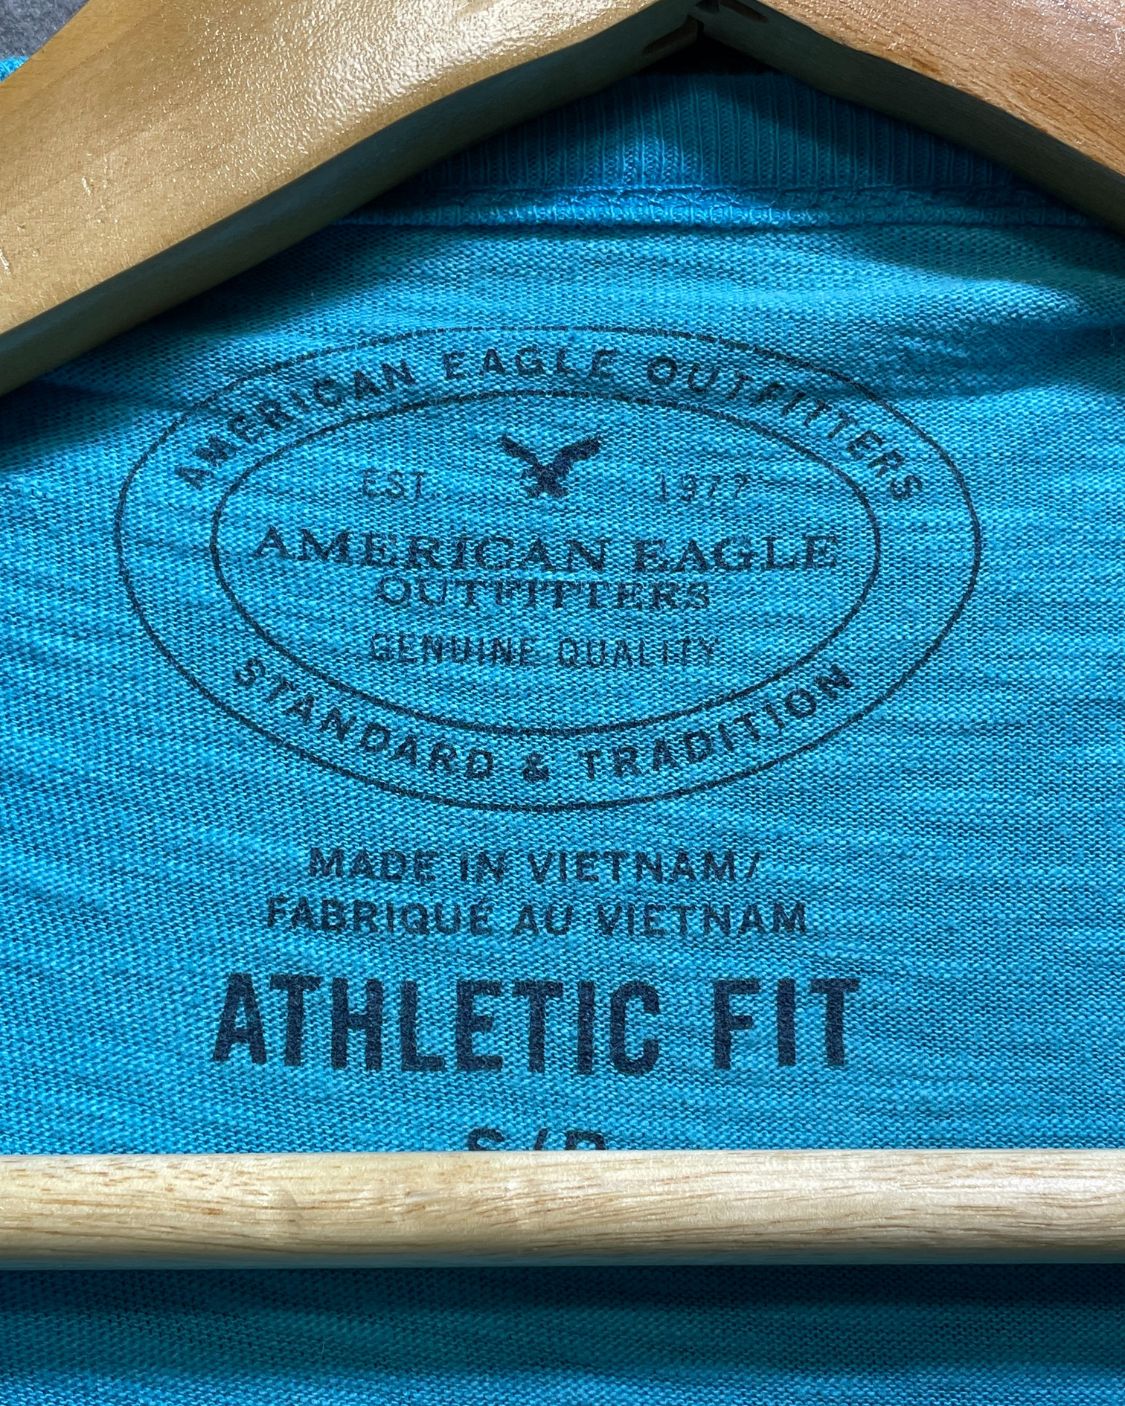 AMERICAN EAGLE OUTFITTERS
EST. 1977
AMERICAN EAGLE
OUTFITTERS
GENUINE QUALITY
STANDARD & TRADITION
MADE IN VIETNAM/
FABRIQUÉ AU VIETNAM
ATHLETIC FIT